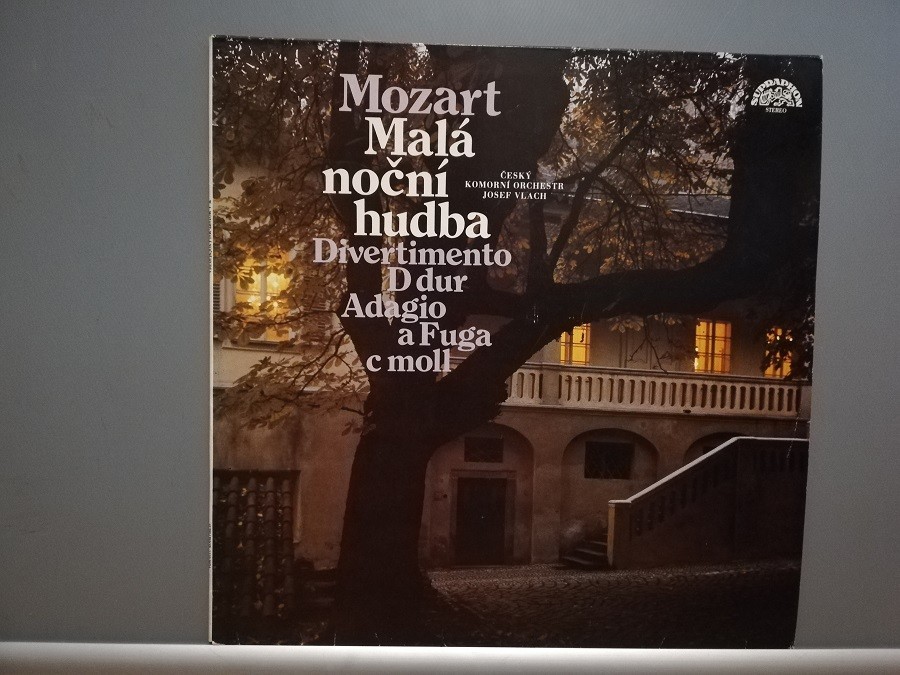 Mozart
Malá
noční
hudba
Divertimento
D dur
Adagio
a Fuga
c moll
ČESKÝ
KOMORNÍ ORCHESTR
JOSEF VLACH
SUPRAPHON
STEREO